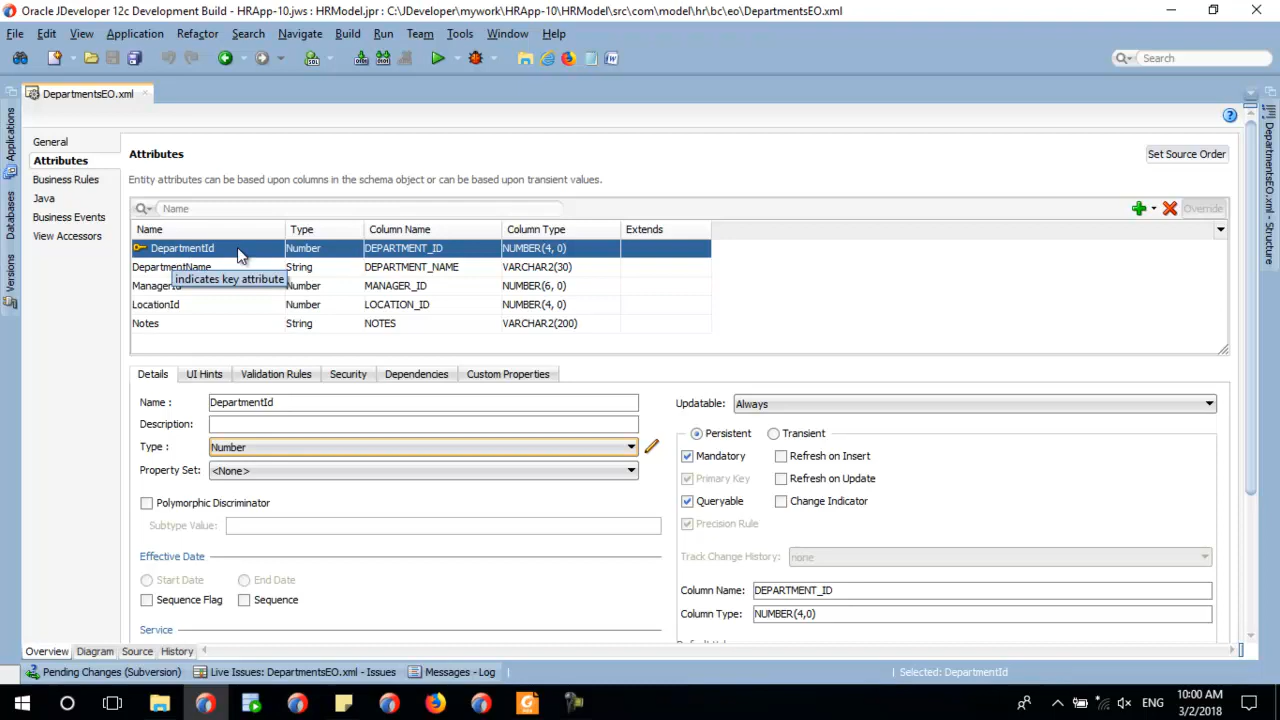 Oracle JDeveloper 12c Development Build - HRApp-10.jws : HRModel.jpr : C:\JDeveloper\mywork\HRApp-10\HRModel\src\com\model\hr\bc\eo\DepartmentsEO.xml
File Edit View Application Refactor Search Navigate Build Run Team Tools Window Help
Search
DepartmentsEO.xml
Applications
Databases
Versions
DepartmentsEO.xml - Structure
General
Attributes
Business Rules
Java
Business Events
View Accessors
Attributes
Set Source Order
Entity attributes can be based upon columns in the schema object or can be based upon transient values.
Name
Override
Name Type Column Name Column Type Extends
DepartmentId Number DEPARTMENT_ID NUMBER(4, 0)
DepartmentName String DEPARTMENT_NAME VARCHAR2(30)
indicates key attribute
ManagerId Number MANAGER_ID NUMBER(6, 0)
LocationId Number LOCATION_ID NUMBER(4, 0)
Notes String NOTES VARCHAR2(200)
Details UI Hints Validation Rules Security Dependencies Custom Properties
Name : DepartmentId
Description:
Type : Number
Property Set: <None>
Polymorphic Discriminator
Subtype Value:
Effective Date
Start Date End Date
Sequence Flag Sequence
Service
Updatable: Always
Persistent Transient
Mandatory Refresh on Insert
Primary Key Refresh on Update
Queryable Change Indicator
Precision Rule
Track Change History: none
Column Name: DEPARTMENT_ID
Column Type: NUMBER(4,0)
Overview Diagram Source History
Pending Changes (Subversion) Live Issues: DepartmentsEO.xml - Issues Messages - Log Selected: DepartmentId
ENG
10:00 AM
3/2/2018